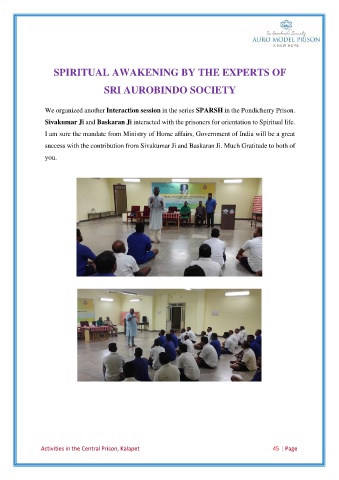 Sri Aurobindo Society
AURO MODEL PRISON
A NEW HOPE
SPIRITUAL AWAKENING BY THE EXPERTS OF
SRI AUROBINDO SOCIETY
We organized another Interaction session in the series SPARSH in the Pondicherry Prison.
Sivakumar Ji and Baskaran Ji interacted with the prisoners for orientation to Spiritual life.
I am sure the mandate from Ministry of Home affairs, Government of India will be a great
success with the contribution from Sivakumar Ji and Baskaran Ji. Much Gratitude to both of
you.
Activities in the Central Prison, Kalapet
45 | Page